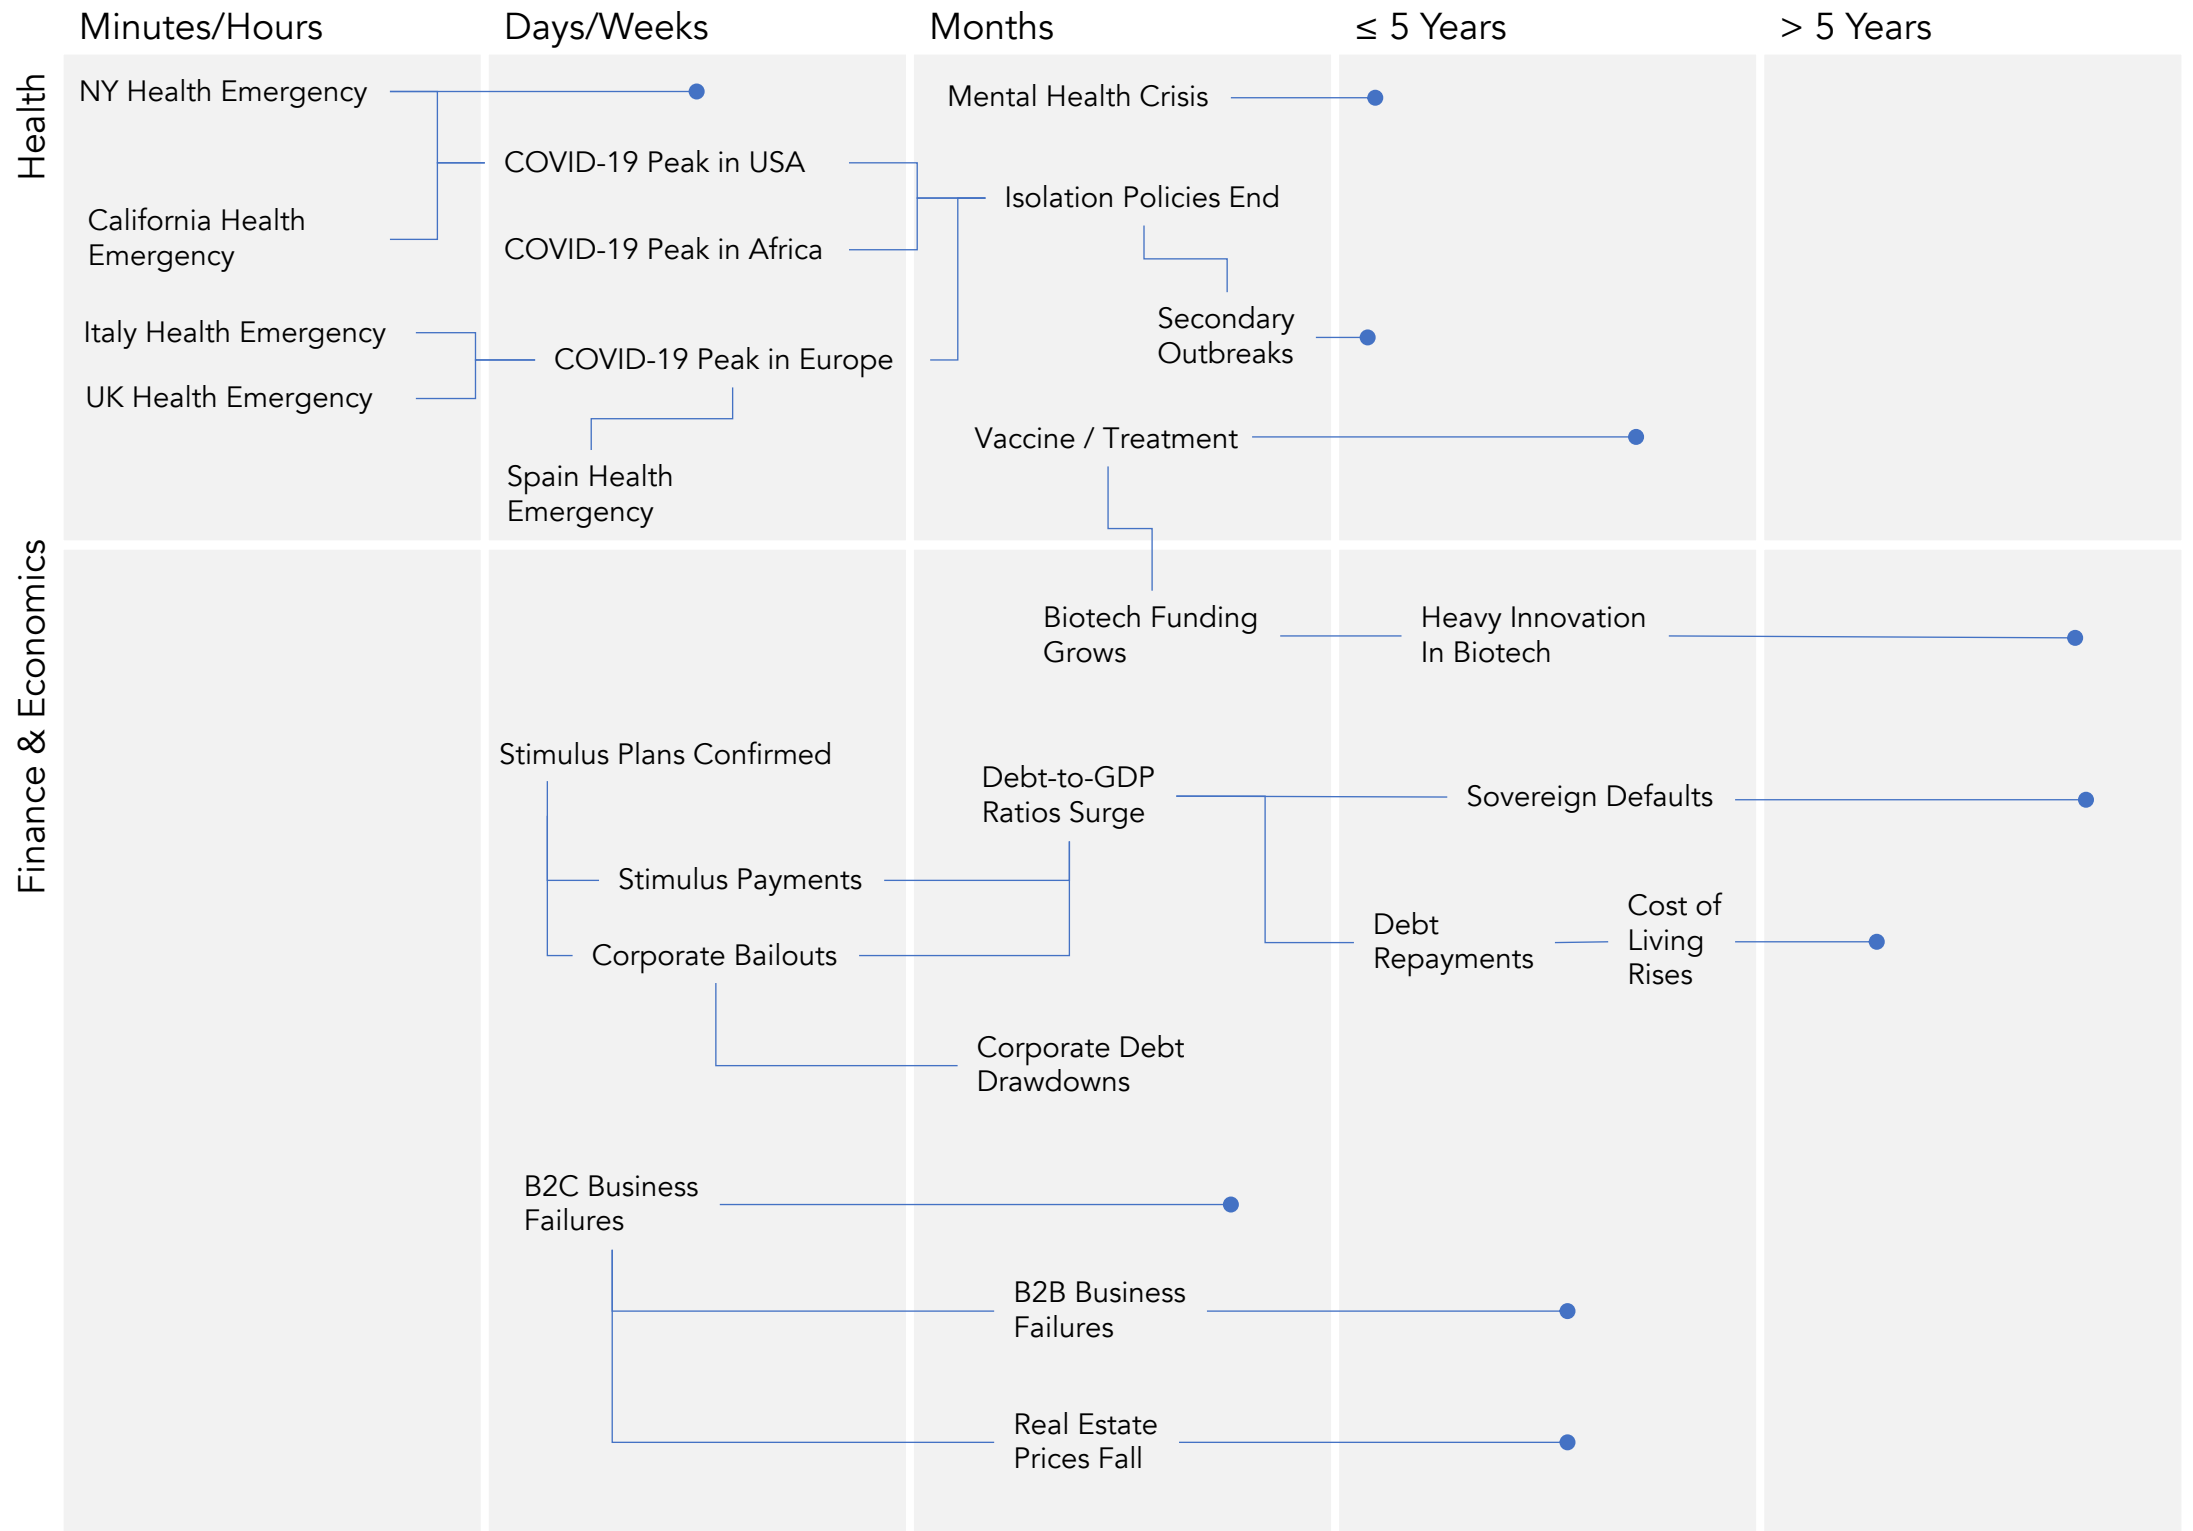 Minutes/Hours
Days/Weeks
Months
≤ 5 Years
> 5 Years
Health
NY Health Emergency
California Health
Emergency
Italy Health Emergency
UK Health Emergency
COVID-19 Peak in USA
COVID-19 Peak in Africa
COVID-19 Peak in Europe
Spain Health
Emergency
Mental Health Crisis
Isolation Policies End
Secondary
Outbreaks
Vaccine / Treatment
Finance & Economics
Biotech Funding
Grows
Heavy Innovation
In Biotech
Stimulus Plans Confirmed
Debt-to-GDP
Ratios Surge
Sovereign Defaults
Stimulus Payments
Corporate Bailouts
Debt
Repayments
Cost of
Living
Rises
Corporate Debt
Drawdowns
B2C Business
Failures
B2B Business
Failures
Real Estate
Prices Fall